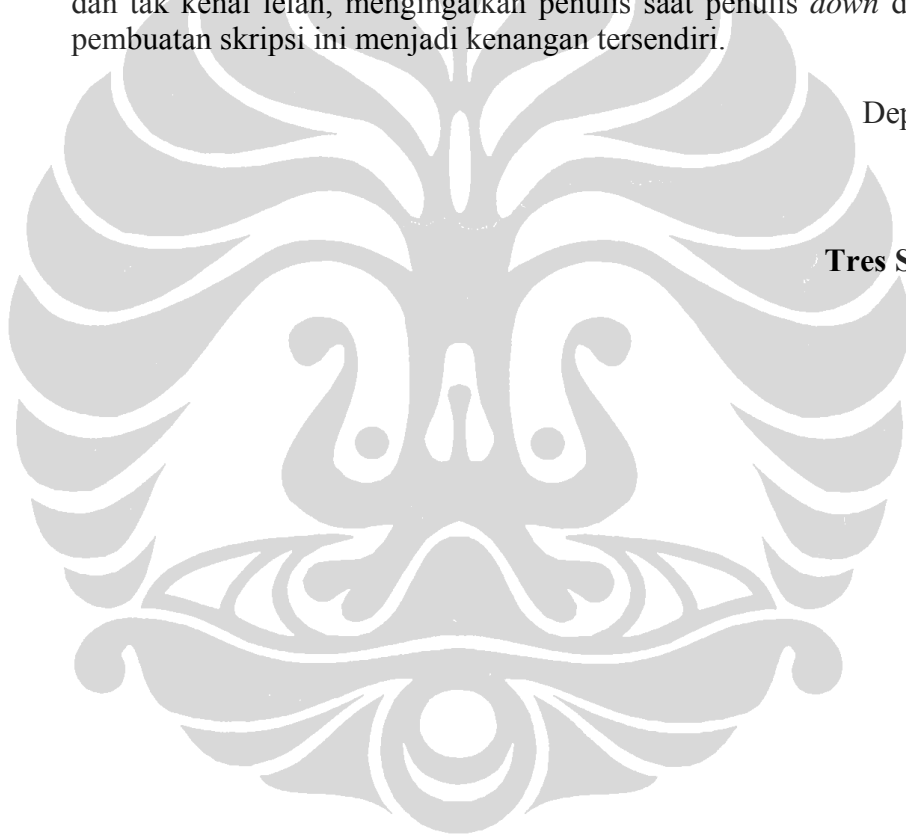 dan tak kenal lelah, mengingatkan penulis saat penulis down d
pembuatan skripsi ini menjadi kenangan tersendiri.
Dep
Tres S